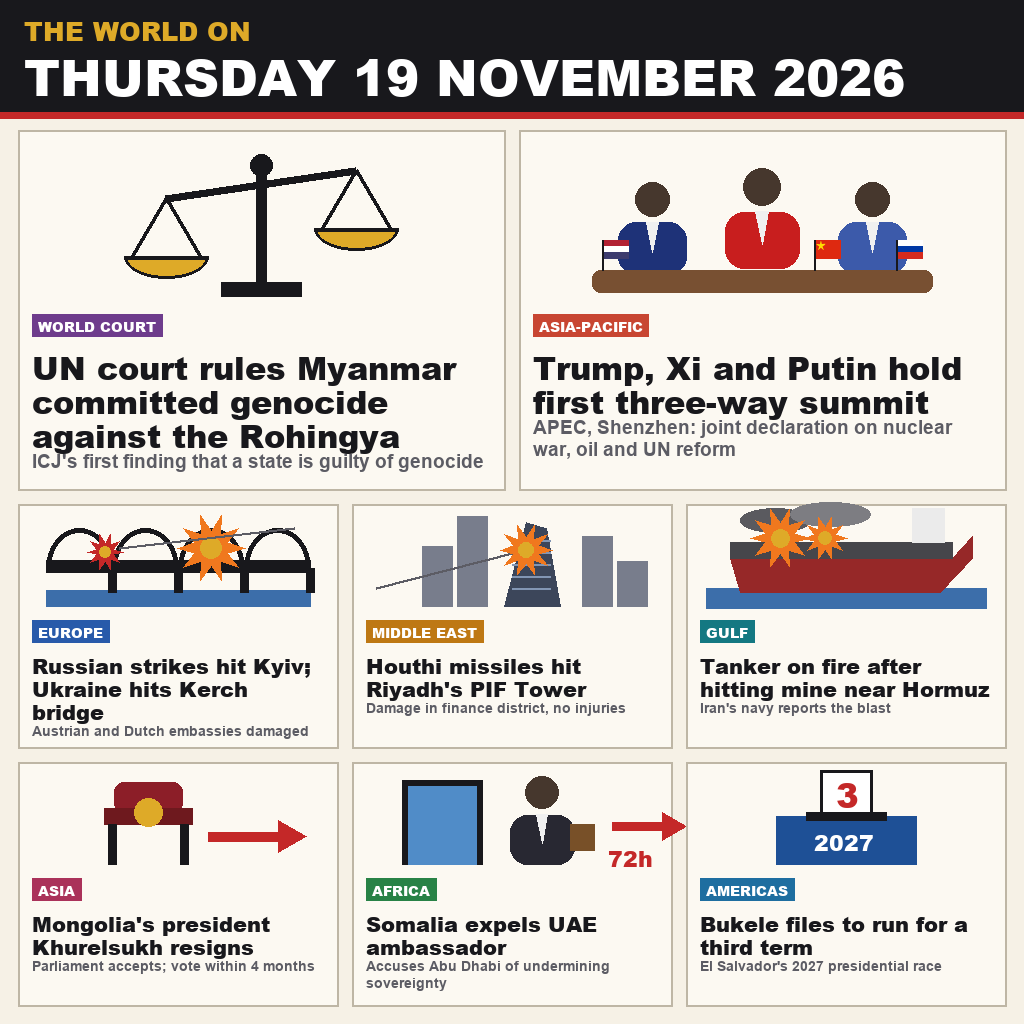 THE WORLD ON
THURSDAY 19 NOVEMBER 2026
WORLD COURT
UN court rules Myanmar
committed genocide
against the Rohingya
ICJ's first finding that a state is guilty of genocide
ASIA-PACIFIC
Trump, Xi and Putin hold
first three-way summit
APEC, Shenzhen: joint declaration on nuclear
war, oil and UN reform
EUROPE
Russian strikes hit Kyiv;
Ukraine hits Kerch
bridge
Austrian and Dutch embassies damaged
MIDDLE EAST
Houthi missiles hit
Riyadh's PIF Tower
Damage in finance district, no injuries
GULF
Tanker on fire after
hitting mine near Hormuz
Iran's navy reports the blast
ASIA
Mongolia's president
Khurelsukh resigns
Parliament accepts; vote within 4 months
72h
AFRICA
Somalia expels UAE
ambassador
Accuses Abu Dhabi of undermining
sovereignty
3
2027
AMERICAS
Bukele files to run for a
third term
El Salvador's 2027 presidential race